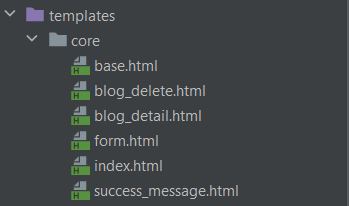 templates
core
base.html
blog_delete.html
blog_detail.html
form.html
index.html
success_message.html